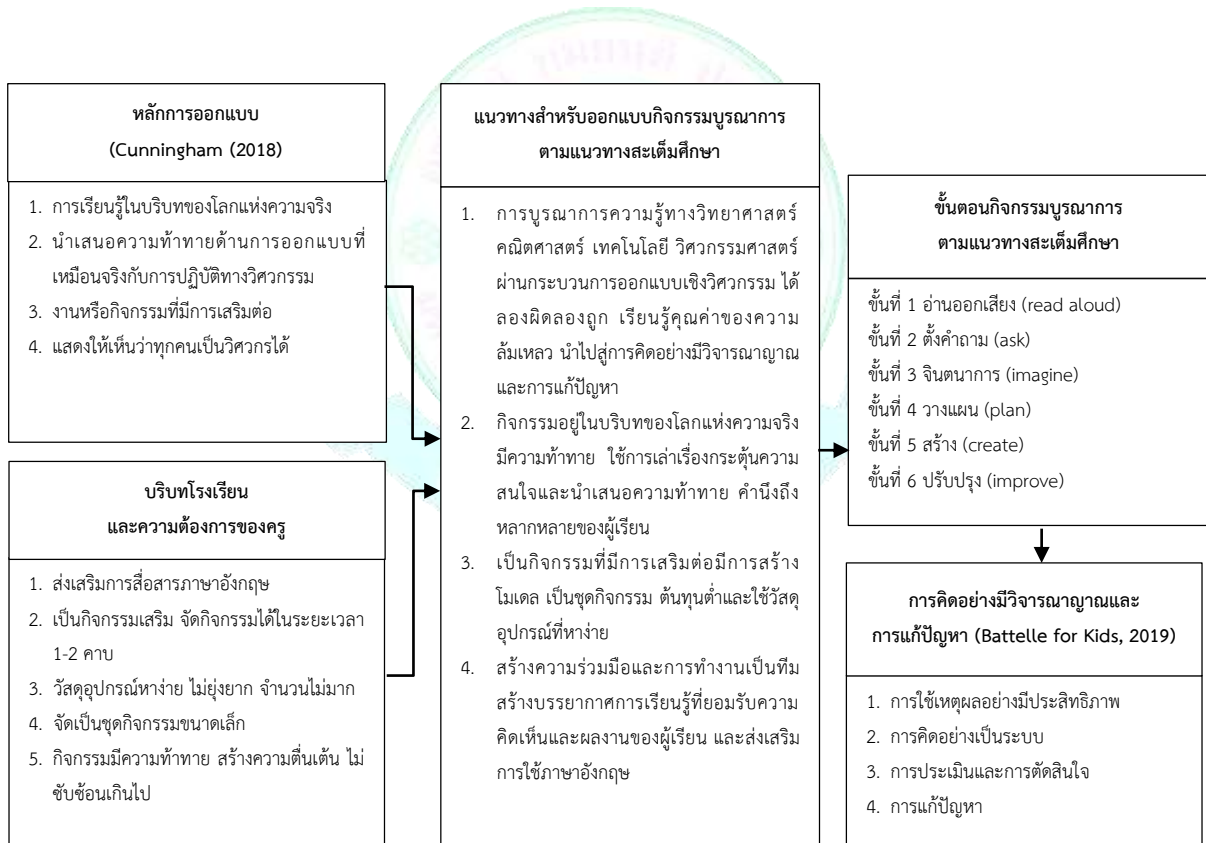 หลักการออกแบบ
(Cunningham (2018)
1. การเรียนรู้ในบริบทของโลกแห่งความจริง
2. นำเสนอความท้าทายด้านการออกแบบที่
เหมือนจริงกับการปฏิบัติทางวิศวกรรม
3. งานหรือกิจกรรมที่มีการเสริมต่อ
4. แสดงให้เห็นว่าทุกคนเป็นวิศวกรได้
บริบทโรงเรียน
และความต้องการของครู
1. ส่งเสริมการสื่อสารภาษาอังกฤษ
2. เป็นกิจกรรมเสริม จัดกิจกรรมได้ในระยะเวลา
1-2 คาบ
3. วัสดุอุปกรณ์หาง่าย ไม่ยุ่งยาก จำนวนไม่มาก
4. จัดเป็นชุดกิจกรรมขนาดเล็ก
5. กิจกรรมมีความท้าทาย สร้างความตื่นเต้น ไม่
ซับซ้อนเกินไป
แนวทางสำหรับออกแบบกิจกรรมบูรณาการ
ตามแนวทางสะเต็มศึกษา
1. การบูรณาการความรู้ทางวิทยาศาสตร์
คณิตศาสตร์ เทคโนโลยี วิศวกรรมศาสตร์
ผ่านกระบวนการออกแบบเชิงวิศวกรรม ได้
ลองผิดลองถูก เรียนรู้คุณค่าของความ
ล้มเหลว นำไปสู่การคิดอย่างมีวิจารณาญาณ
และการแก้ปัญหา
2. กิจกรรมอยู่ในบริบทของโลกแห่งความจริง
มีความท้าทาย ใช้การเล่าเรื่องกระตุ้นความ
สนใจและนำเสนอความท้าทาย คำนึงถึง
หลากหลายของผู้เรียน
3. เป็นกิจกรรมที่มีการเสริมต่อมีการสร้าง
โมเดล เป็นชุดกิจกรรม ต้นทุนต่ำและใช้วัสดุ
อุปกรณ์ที่หาง่าย
4. สร้างความร่วมมือและการทำงานเป็นทีม
สร้างบรรยากาศการเรียนรู้ที่ยอมรับความ
คิดเห็นและผลงานของผู้เรียน และส่งเสริม
การใช้ภาษาอังกฤษ
ขั้นตอนกิจกรรมบูรณาการ
ตามแนวทางสะเต็มศึกษา
ขั้นที่ 1 อ่านออกเสียง (read aloud)
ขั้นที่ 2 ตั้งคำถาม (ask)
ขั้นที่ 3 จินตนาการ (imagine)
ขั้นที่ 4 วางแผน (plan)
ขั้นที่ 5 สร้าง (create)
ขั้นที่ 6 ปรับปรุง (improve)
การคิดอย่างมีวิจารณาญาณและ
การแก้ปัญหา (Battelle for Kids, 2019)
1. การใช้เหตุผลอย่างมีประสิทธิภาพ
2. การคิดอย่างเป็นระบบ
3. การประเมินและการตัดสินใจ
4. การแก้ปัญหา